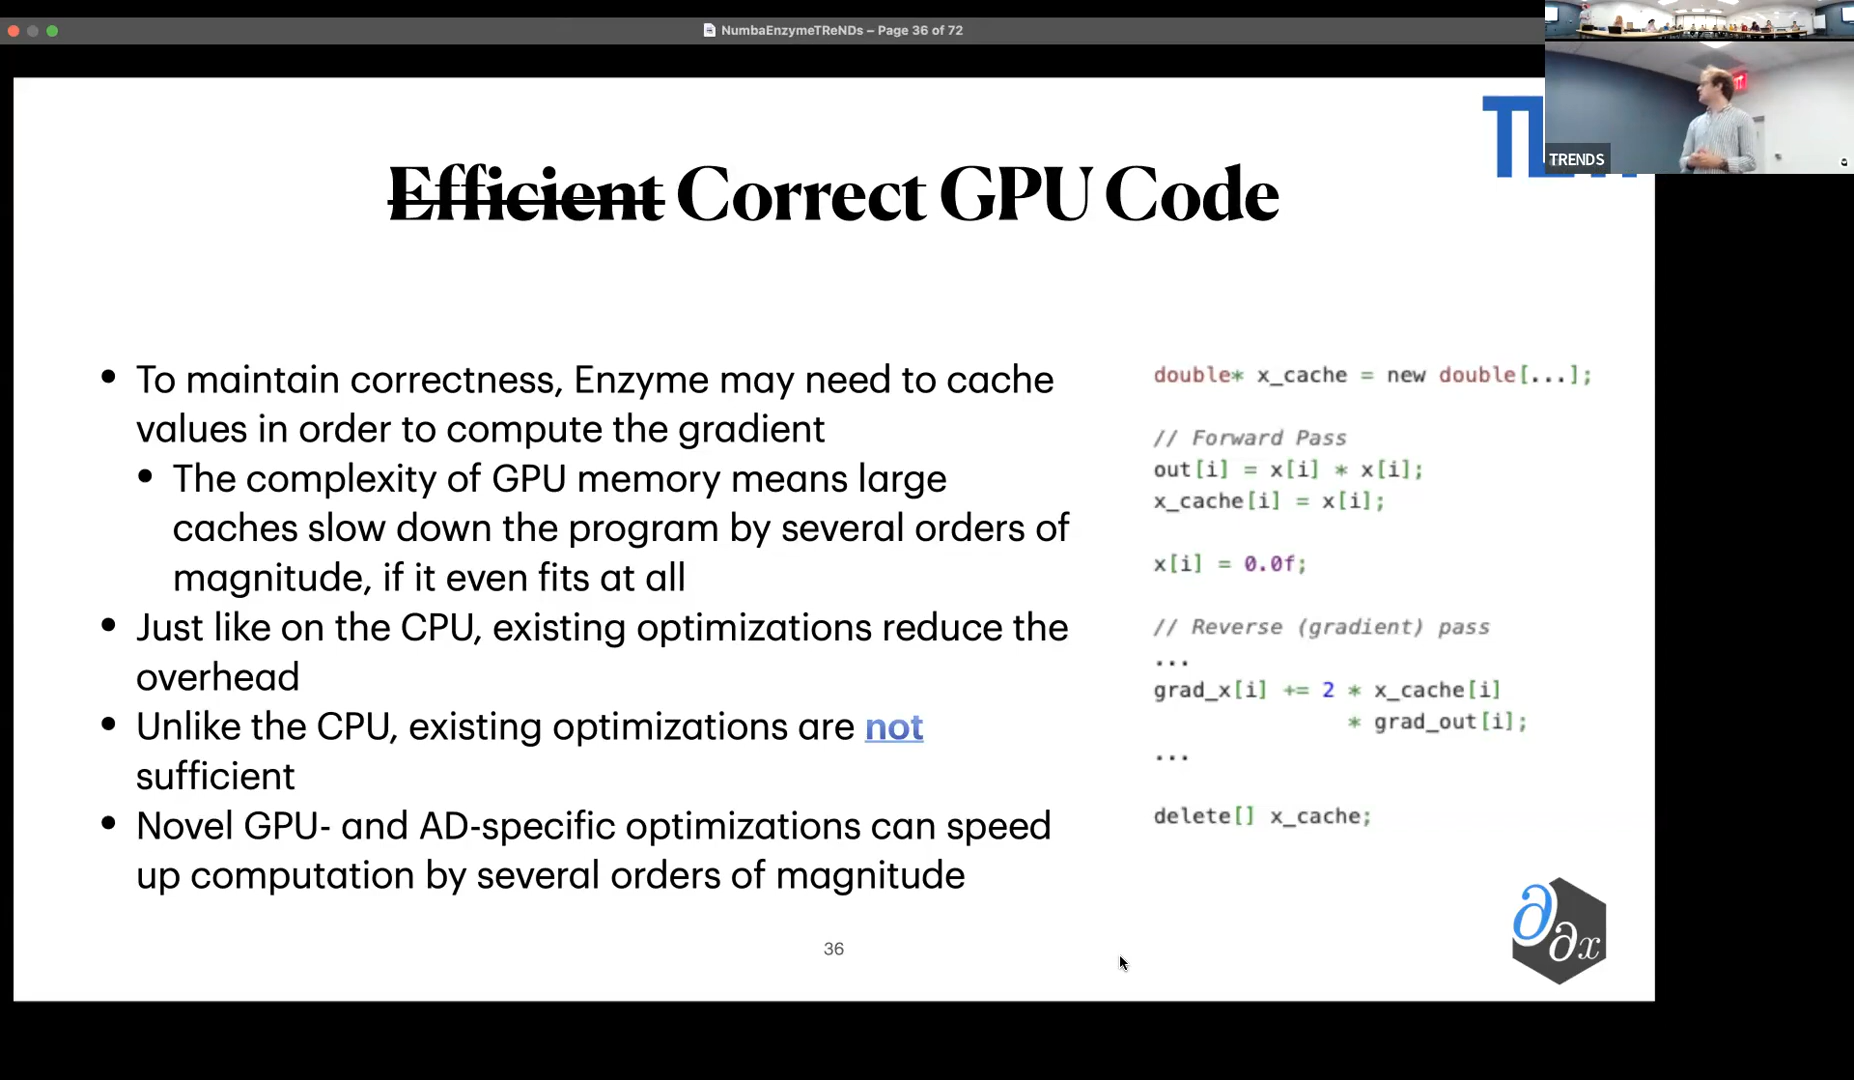 NumbaEnzymeTReNDs – Page 36 of 72
TRENDS
Efficient Correct GPU Code
• To maintain correctness, Enzyme may need to cache
values in order to compute the gradient
• The complexity of GPU memory means large
caches slow down the program by several orders of
magnitude, if it even fits at all
• Just like on the CPU, existing optimizations reduce the
overhead
• Unlike the CPU, existing optimizations are not
sufficient
• Novel GPU- and AD-specific optimizations can speed
up computation by several orders of magnitude
double* x_cache = new double[...];
// Forward Pass
out[i] = x[i] * x[i];
x_cache[i] = x[i];
x[i] = 0.0f;
// Reverse (gradient) pass
...
grad_x[i] += 2 * x_cache[i]
* grad_out[i];
...
delete[] x_cache;
36
∂
∂x